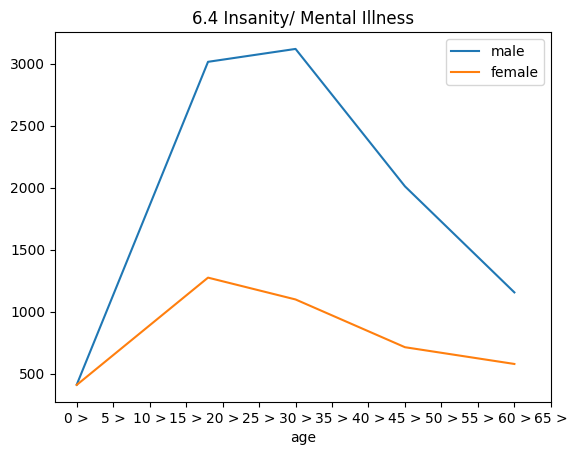 6.4 Insanity/ Mental Illness
male
female
3000
2500
2000
1500
1000
500
0 > 5 > 10 > 15 > 20 > 25 > 30 > 35 > 40 > 45 > 50 > 55 > 60 > 65 >
age